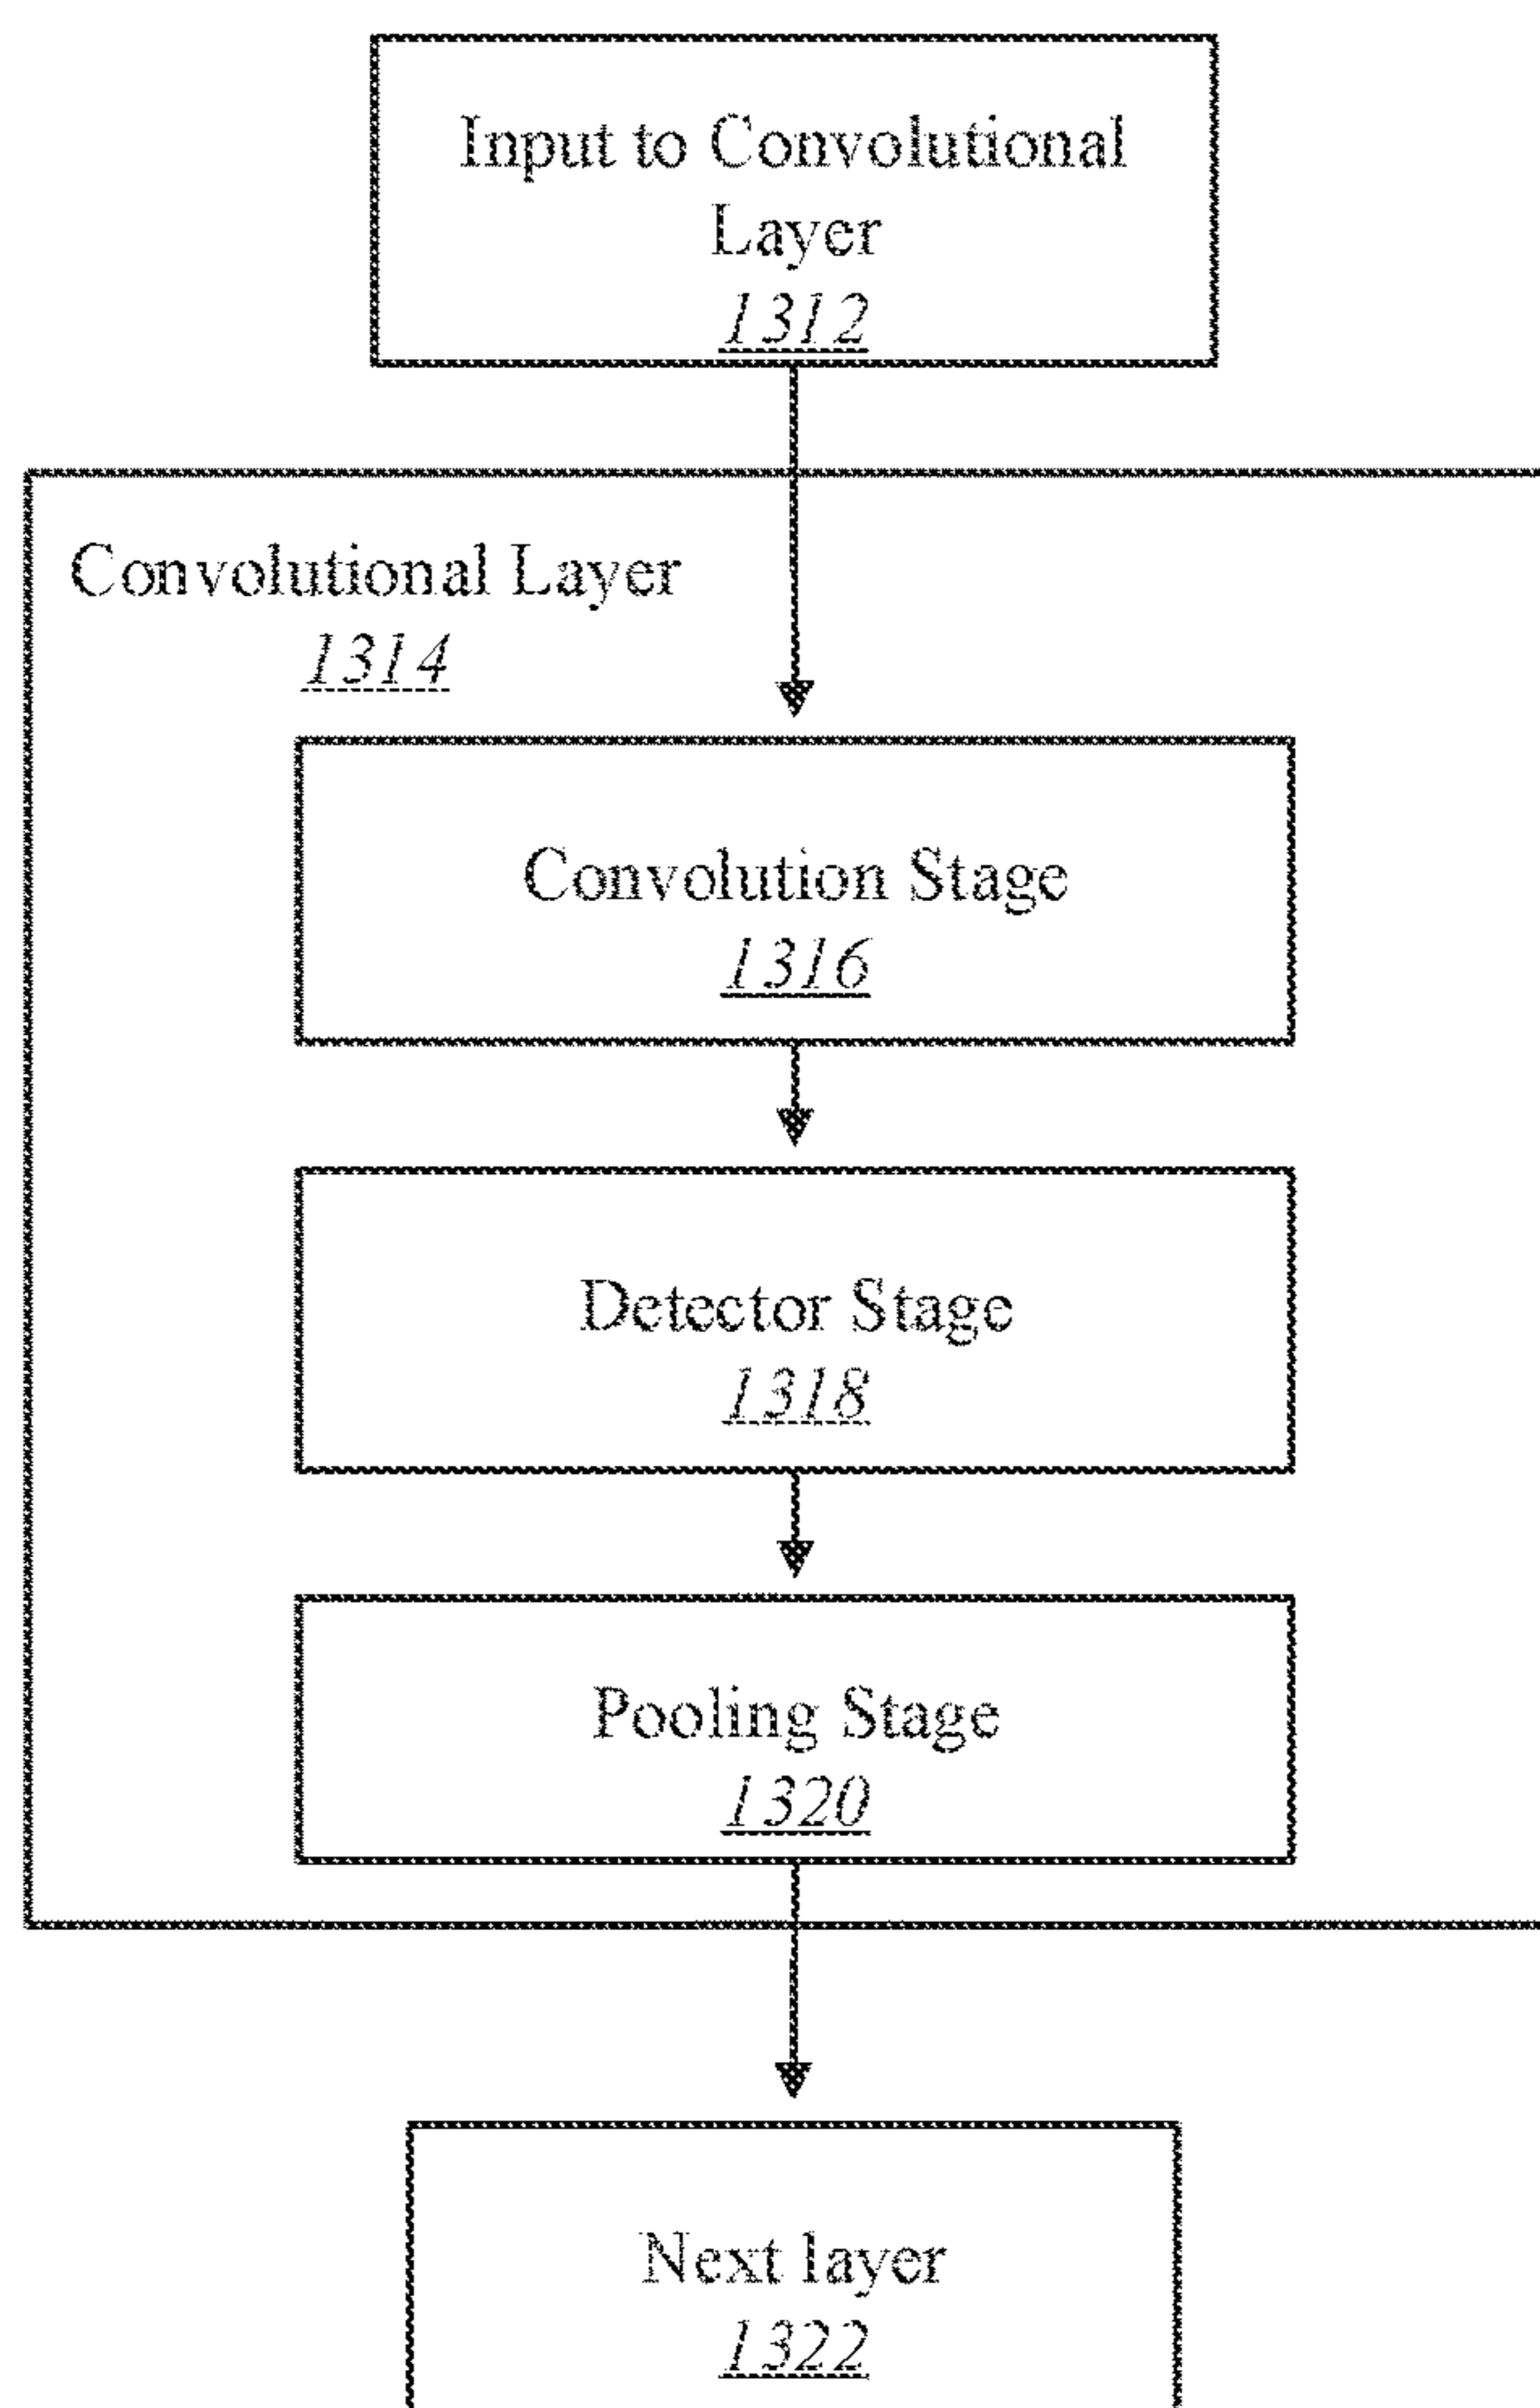 Input to Convolutional
Layer
1312
Convolutional Layer
1314
Convolution Stage
1316
Detector Stage
1318
Pooling Stage
1320
Next layer
1322